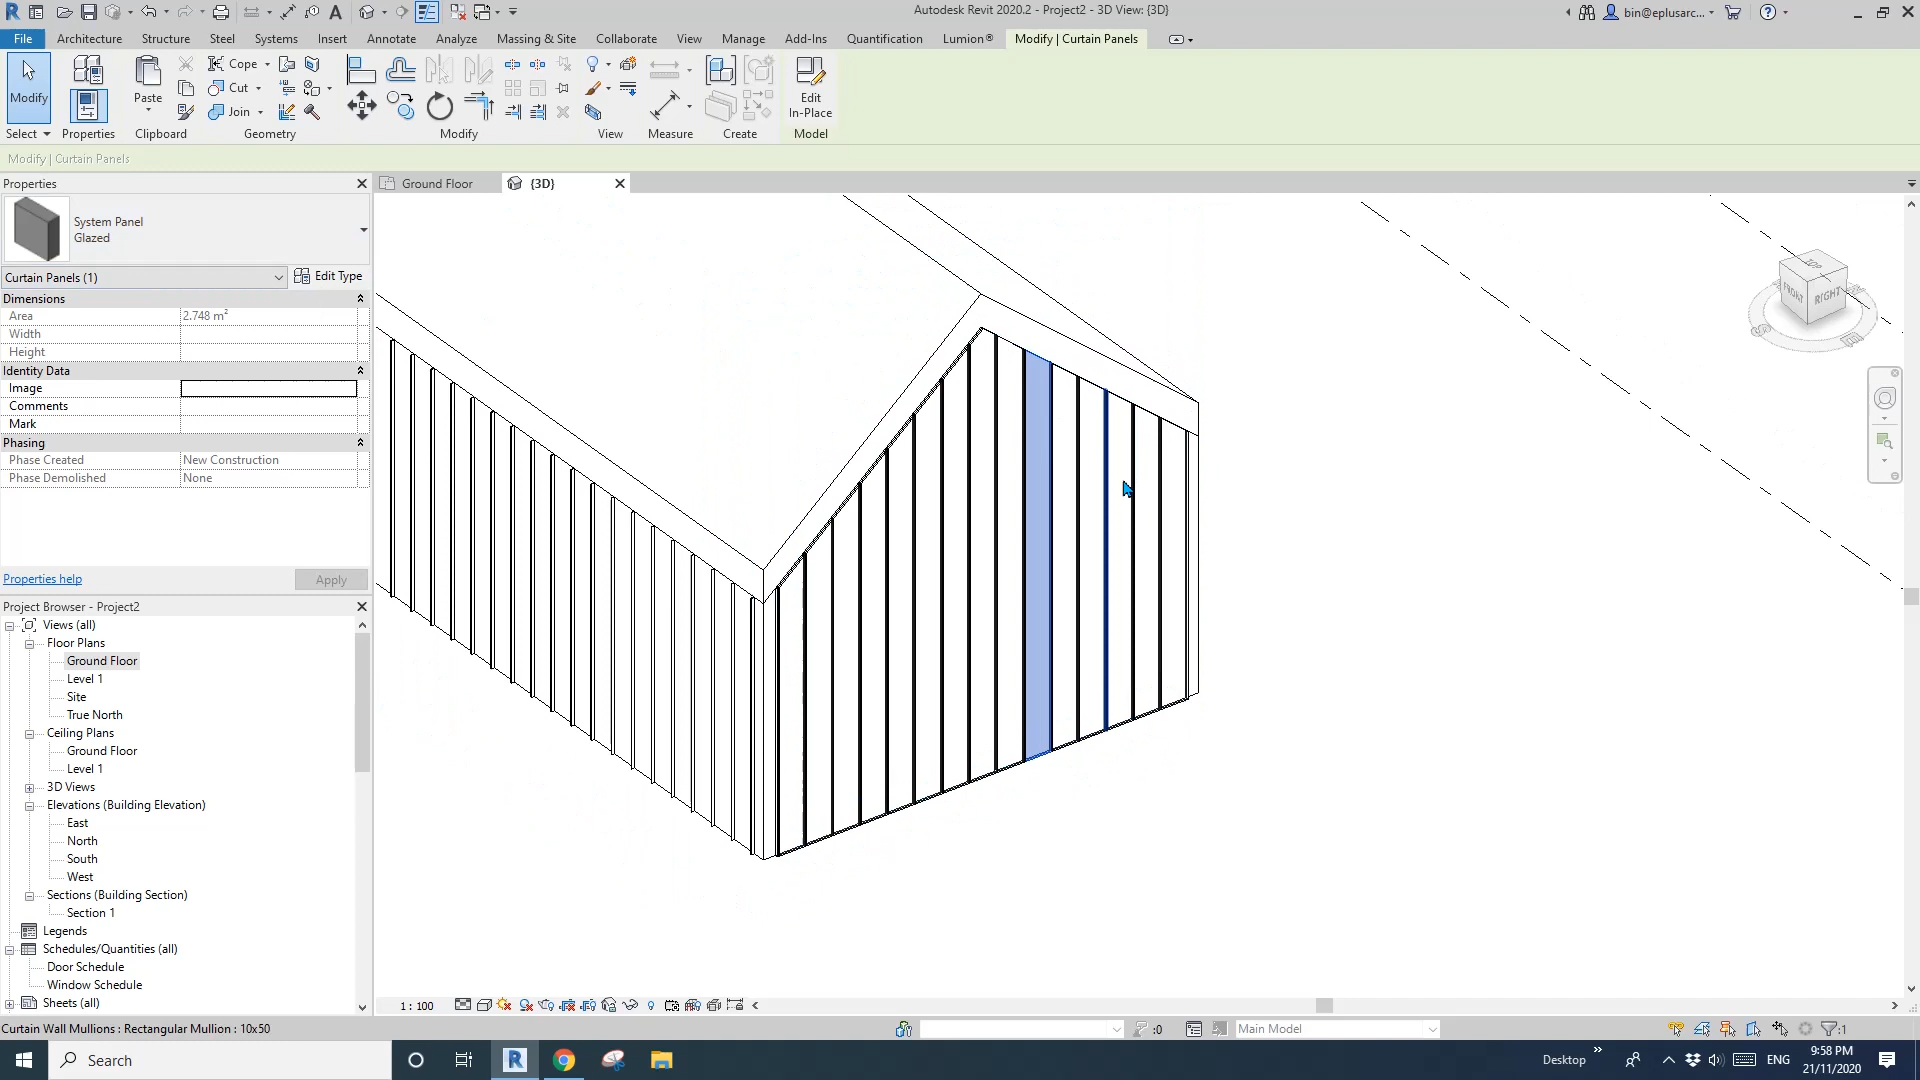 Autodesk Revit 2020.2 - Project2 - 3D View: {3D}
bin@eplusarc...
File Architecture Structure Steel Systems Insert Annotate Analyze Massing & Site Collaborate View Manage Add-Ins Quantification Lumion® Modify | Curtain Panels
Modify
Paste
Cope
Cut
Join
Edit
In-Place
Select Properties Clipboard Geometry Modify View Measure Create Model
Modify | Curtain Panels
Properties
Ground Floor
{3D}
System Panel
Glazed
Curtain Panels (1)
Edit Type
Dimensions
Area 2.748 m²
Width
Height
Identity Data
Image
Comments
Mark
Phasing
Phase Created New Construction
Phase Demolished None
Properties help
Apply
TOP
FRONT
RIGHT
Project Browser - Project2
Views (all)
Floor Plans
Ground Floor
Level 1
Site
True North
Ceiling Plans
Ground Floor
Level 1
3D Views
Elevations (Building Elevation)
East
North
South
West
Sections (Building Section)
Section 1
Legends
Schedules/Quantities (all)
Door Schedule
Window Schedule
Sheets (all)
1 : 100
Curtain Wall Mullions : Rectangular Mullion : 10x50
:0
Main Model
:1
Search
Desktop
ENG
9:58 PM
21/11/2020